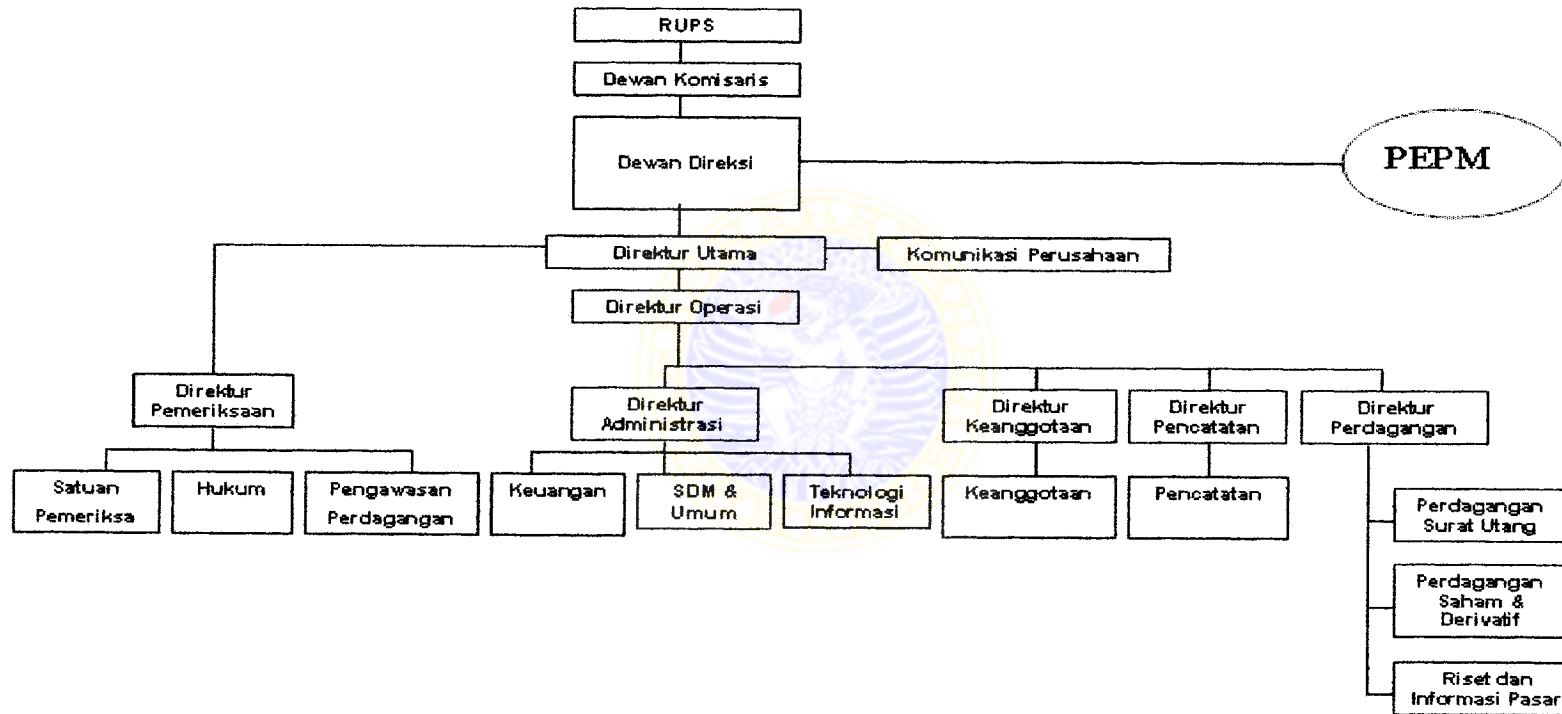 RUPS
Dewan Komisaris
Dewan Direksi
PEPM
Direktur Utama
Komunikasi Perusahaan
Direktur Operasi
Direktur
Pemeriksaan
Direktur
Administrasi
Direktur
Keanggotaan
Direktur
Pencatatan
Direktur
Perdagangan
Satuan
Pemeriksa
Hukum
Pengawasan
Perdagangan
Keuangan
SDM &
Umum
Teknologi
Informasi
Keanggotaan
Pencatatan
Perdagangan
Surat Utang
Perdagangan
Saham &
Derivatif
Riset dan
Informasi Pasar